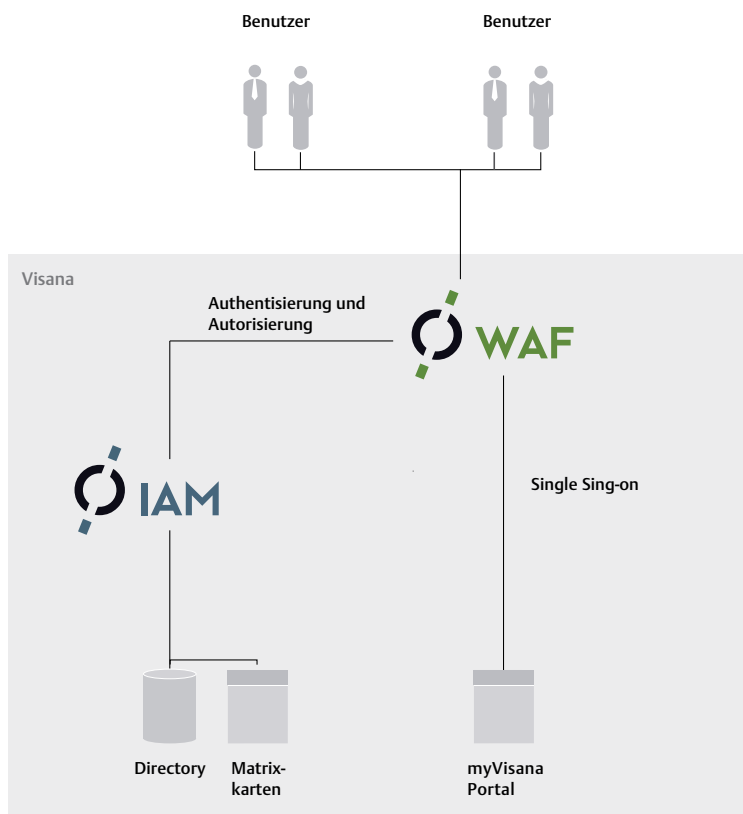 Benutzer
Benutzer
Visana
Authentisierung und
Autorisierung
WAF
IAM
Single Sing-on
Directory
Matrix-
karten
myVisana
Portal